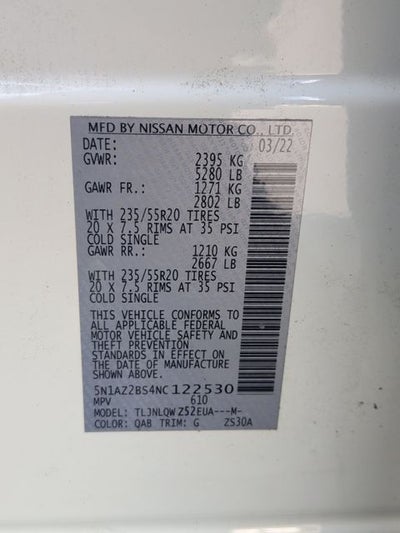 MFD BY NISSAN MOTOR CO., LTD.
DATE: 03/22
GVWR: 2395 KG
5280 LB
GAWR FR.: 1271 KG
2802 LB
WITH 235/55R20 TIRES
20 X 7.5 RIMS AT 35 PSI
COLD SINGLE
GAWR RR.: 1210 KG
2667 LB
WITH 235/55R20 TIRES
20 X 7.5 RIMS AT 35 PSI
COLD SINGLE
THIS VEHICLE CONFORMS TO
ALL APPLICABLE FEDERAL
MOTOR VEHICLE SAFETY AND
AND THEFT PREVENTION
STANDARDS IN EFFECT ON
THE DATE OF MANUFACTURE
SHOWN ABOVE.
5N1AZ2BS4NC122530
MPV 610
MODEL: TLJNLQW Z52EUA---M-
COLOR: QAB TRIM: G ZS30A